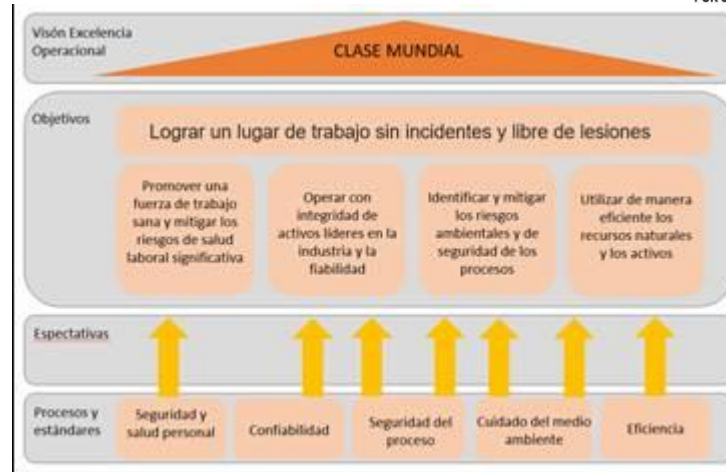 Visón Excelencia
Operacional
CLASE MUNDIAL
Objetivos
Lograr un lugar de trabajo sin incidentes y libre de lesiones
Promover una
fuerza de trabajo
sana y mitigar los
riesgos de salud
laboral significativa
Operar con
integridad de
activos líderes en la
industria y la
fiabilidad
Identificar y mitigar
los riesgos
ambientales y de
seguridad de los
procesos
Utilizar de manera
eficiente los
recursos naturales
y los activos
Espectativas
Procesos y
estándares
Seguridad y
salud personal
Confiabilidad
Seguridad del
proceso
Cuidado del medio
ambiente
Eficiencia